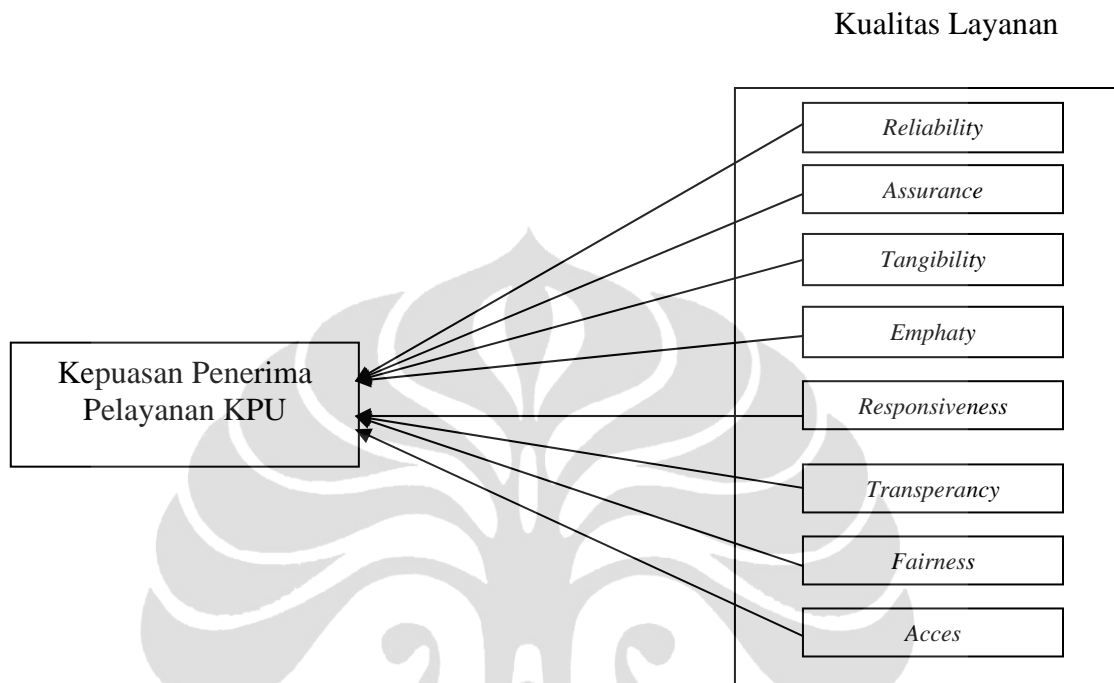 Kualitas Layanan
Reliability
Assurance
Tangibility
Emphaty
Kepuasan Penerima
Pelayanan KPU
Responsiveness
Transperancy
Fairness
Acces